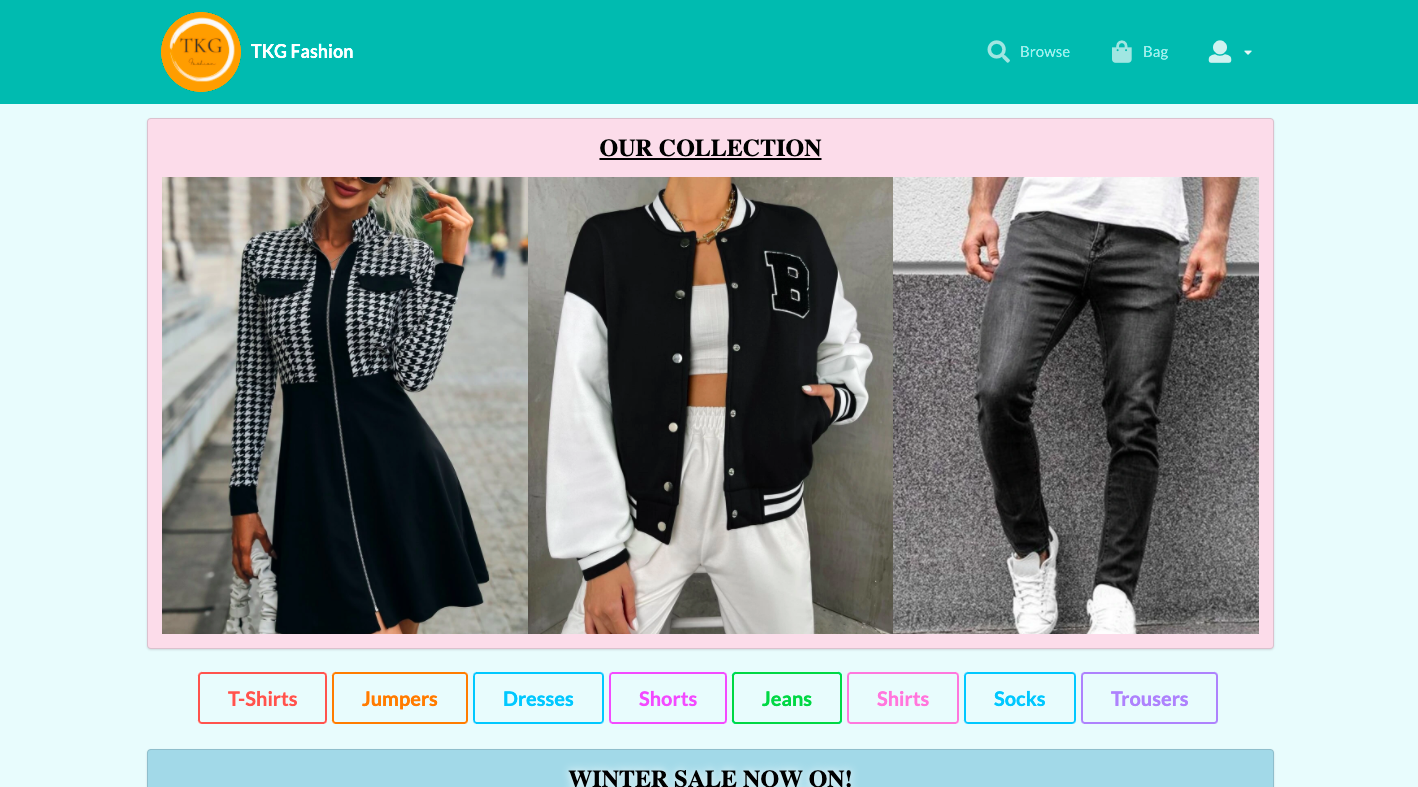 TKG
Fashion
TKG Fashion
Browse
Bag
OUR COLLECTION
B
T-Shirts
Jumpers
Dresses
Shorts
Jeans
Shirts
Socks
Trousers
WINTER SALE NOW ON!